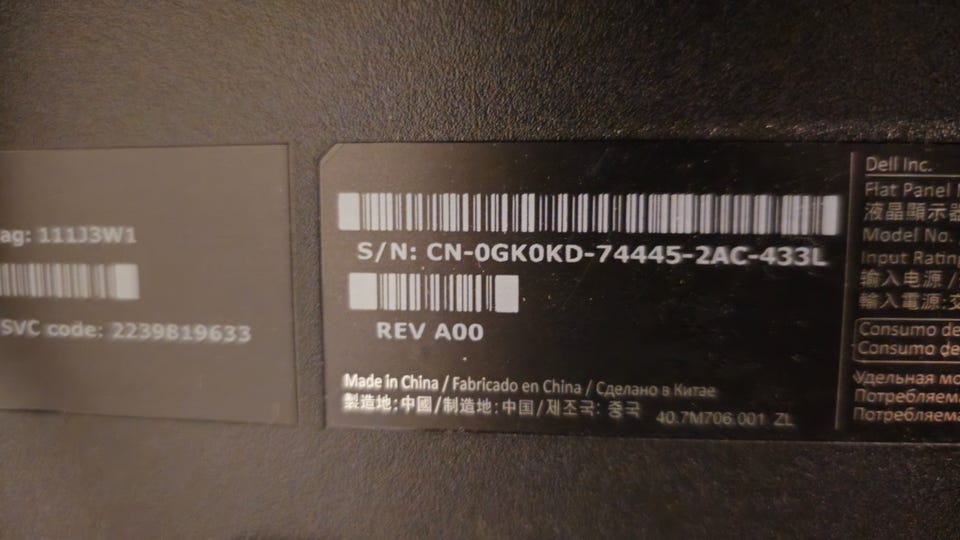 ag: 111J3W1
SVC code: 2239819633
S/N: CN-0GK0KD-74445-2AC-433L
REV A00
Made in China / Fabricado en China / Сделано в Китае
製造地: 中國/制造地: 中国/제조국: 중국
40.7M706.001 ZL
Dell Inc.
Flat Panel
液晶顯示器
Model No.
Input Rating
输入电源 /
輸入電源:交
Consumo de
Consumo de
Удельная мо
Потребляема
Потребляема